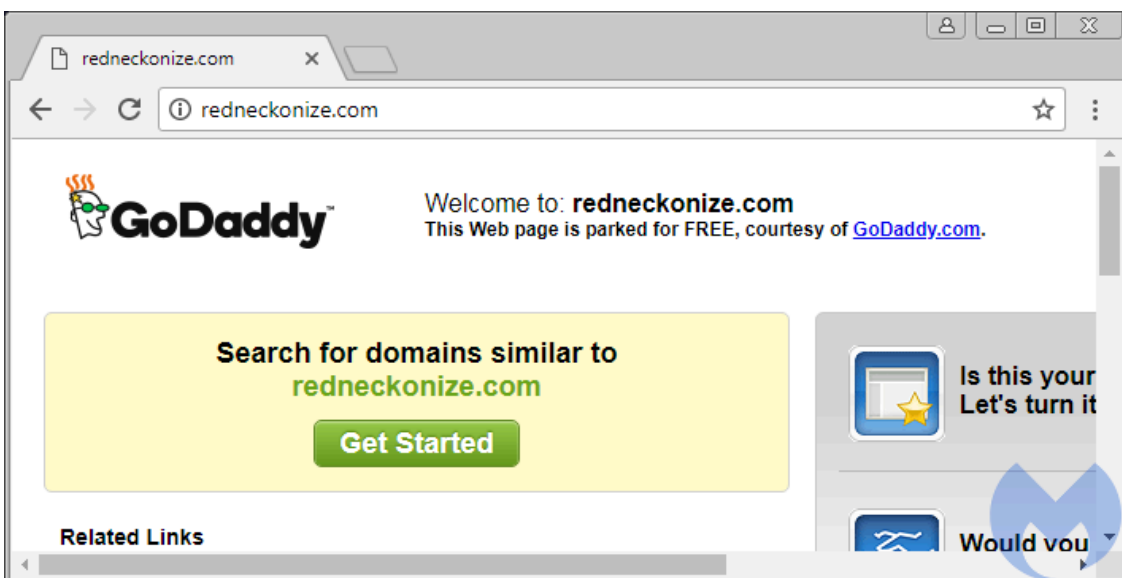 redneckonize.com
redneckonize.com
GoDaddy™
Welcome to: redneckonize.com
This Web page is parked for FREE, courtesy of GoDaddy.com.
Search for domains similar to
redneckonize.com
Get Started
Is this your
Let's turn it
Related Links
Would you